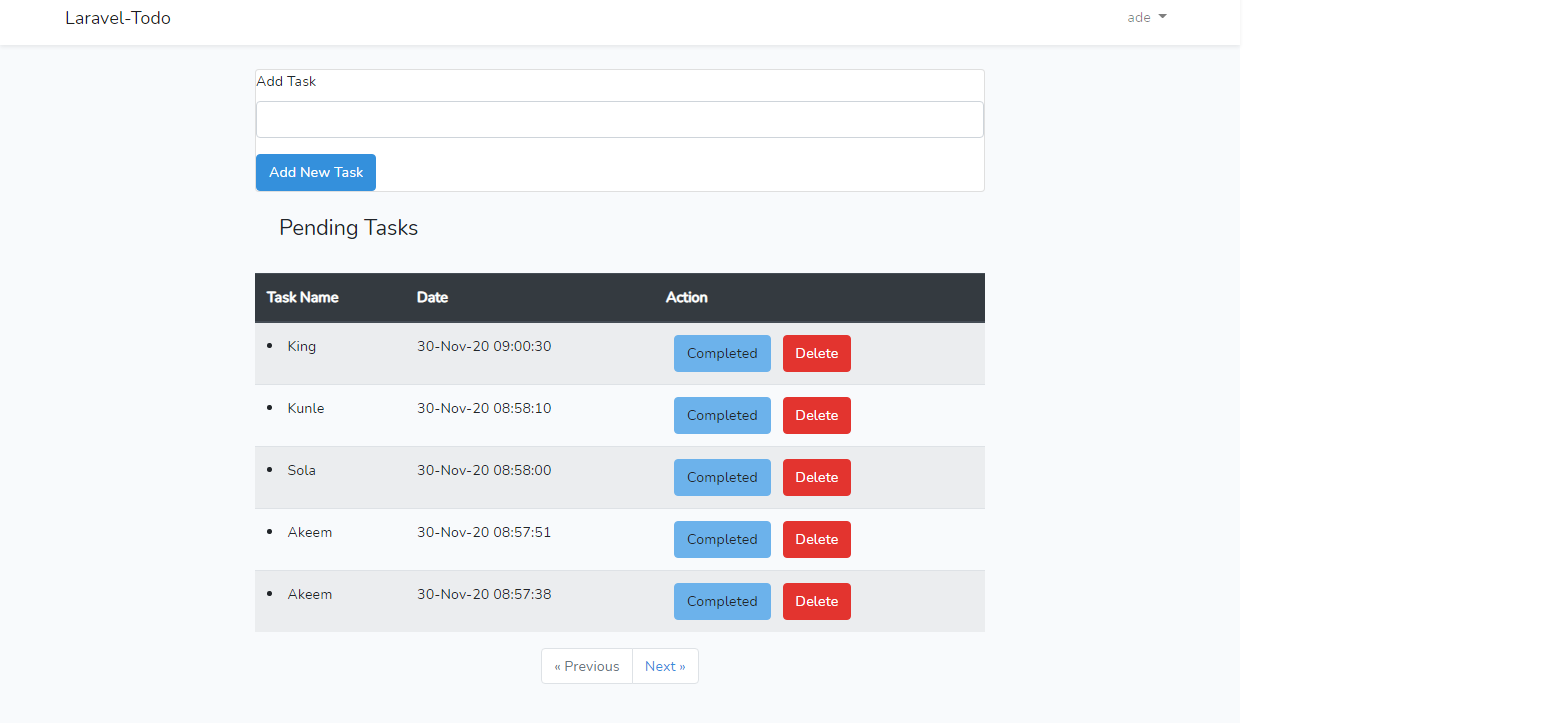 Laravel-Todo ade
Add Task
Add New Task
Pending Tasks
Task Name Date Action
King 30-Nov-20 09:00:30 Completed Delete
Kunle 30-Nov-20 08:58:10 Completed Delete
Sola 30-Nov-20 08:58:00 Completed Delete
Akeem 30-Nov-20 08:57:51 Completed Delete
Akeem 30-Nov-20 08:57:38 Completed Delete
« Previous Next »